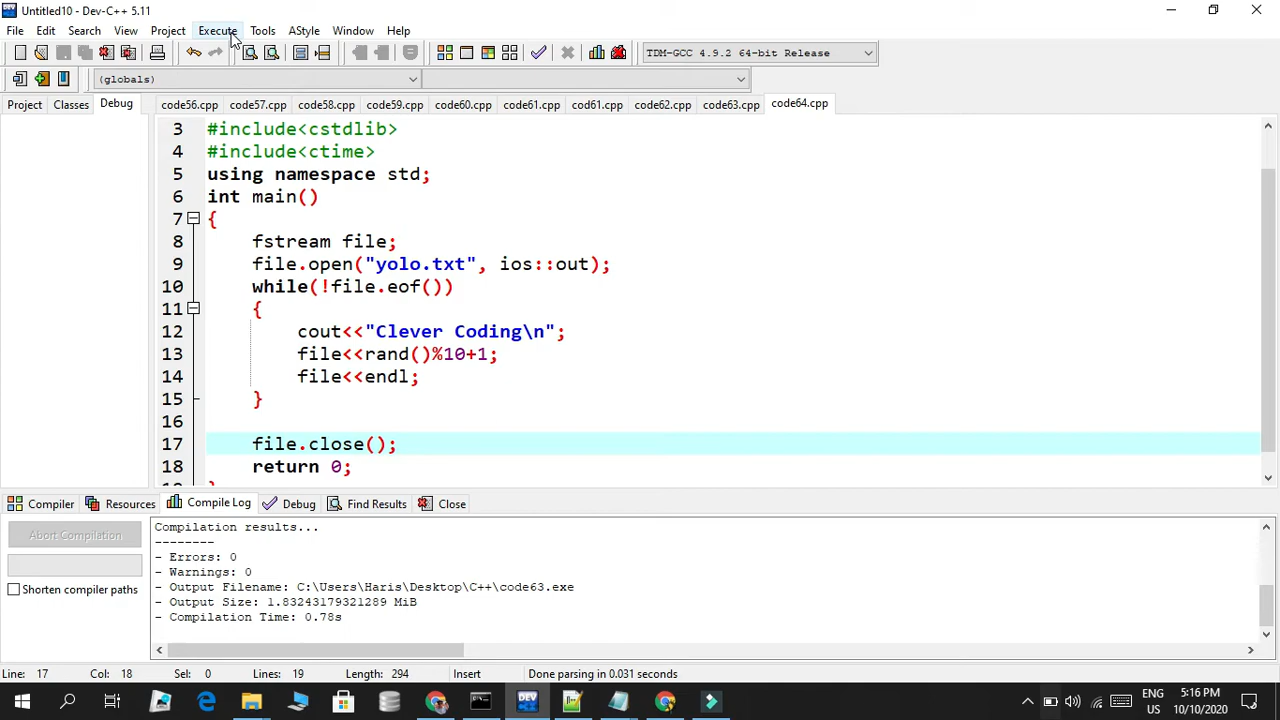 Untitled10 - Dev-C++ 5.11
File Edit Search View Project Execute Tools AStyle Window Help
TDM-GCC 4.9.2 64-bit Release
(globals)
Project Classes Debug
code56.cpp code57.cpp code58.cpp code59.cpp code60.cpp code61.cpp cod61.cpp code62.cpp code63.cpp code64.cpp
3 #include<cstdlib>
4 #include<ctime>
5 using namespace std;
6 int main()
7 {
8 fstream file;
9 file.open("yolo.txt", ios::out);
10 while(!file.eof())
11 {
12 cout<<"Clever Coding\n";
13 file<<rand()%10+1;
14 file<<endl;
15 }
16
17 file.close();
18 return 0;
Compiler Resources Compile Log Debug Find Results Close
Abort Compilation
Shorten compiler paths
Compilation results...
--------
- Errors: 0
- Warnings: 0
- Output Filename: C:\Users\Haris\Desktop\C++\code63.exe
- Output Size: 1.83243179321289 MiB
- Compilation Time: 0.78s
Line: 17 Col: 18 Sel: 0 Lines: 19 Length: 294 Insert Done parsing in 0.031 seconds
DEV
ENG
US
5:16 PM
10/10/2020